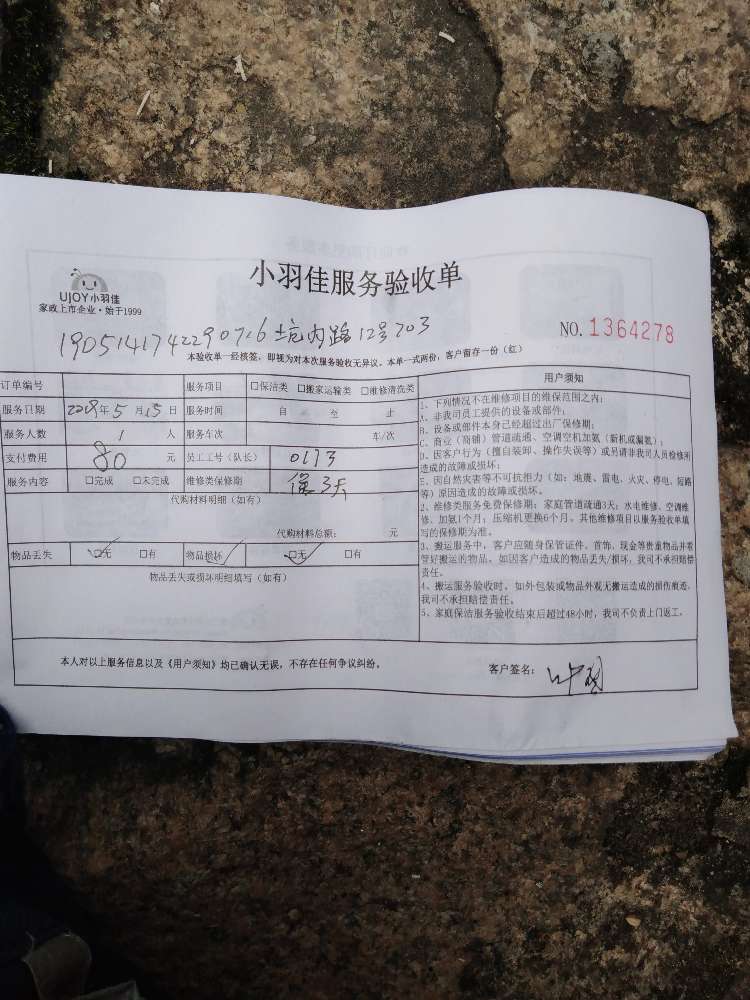 小羽佳服务验收单
UJOY小羽佳
家政上市企业·始于1999
NO. 1364278
1905141742290716 坑内路12号703
本验收单一经核签，即视为对本次服务验收无异议。本单一式两份，客户留存一份（红）
订单编号 服务项目 □保洁类 □搬家运输类 □维修清洗类
服务日期 2019年5月15日 服务时间 自 至 止
服务人数 1 人 服务车次 车/次
支付费用 80 元 员工工号（队长） 0173
服务内容 □完成 □未完成 维修类保修期 保3天
代购材料明细（如有）
代购材料总额： 元
物品丢失 □无 □有 物品损坏 □无 □有
物品丢失或损坏明细填写（如有）
用户须知
1、下列情况不在维修项目的维保范围之内：
A、非我司员工提供的设备或部件；
B、设备或部件本身已经超过出厂保修期；
C、商业（商铺）管道疏通、空调空机加氨（新机或漏氨）；
D、因客户行为（擅自装卸、操作失误等）或另请非我司人员检修所
造成的故障或损坏；
E、因自然灾害等不可抗拒力（如：地震、雷电、火灾、停电、短路
等）原因造成的故障或损坏。
2、维修类服务免费保修期：家庭管道疏通3天；水电维修、空调维
修、加氨1个月；压缩机更换6个月。其他维修项目以服务验收单填
写的保修期为准。
3、搬运服务中，客户应随身保管证件、首饰、现金等贵重物品并看
管好搬运的物品。如因客户造成的物品丢失/损坏，我司不承担赔偿
责任。
4、搬运服务验收时，如外包装或物品外观无搬运造成的损伤痕迹，
我司不承担赔偿责任。
5、家庭保洁服务验收结束后超过48小时，我司不负责上门返工。
本人对以上服务信息以及《用户须知》均已确认无误，不存在任何争议纠纷。
客户签名：